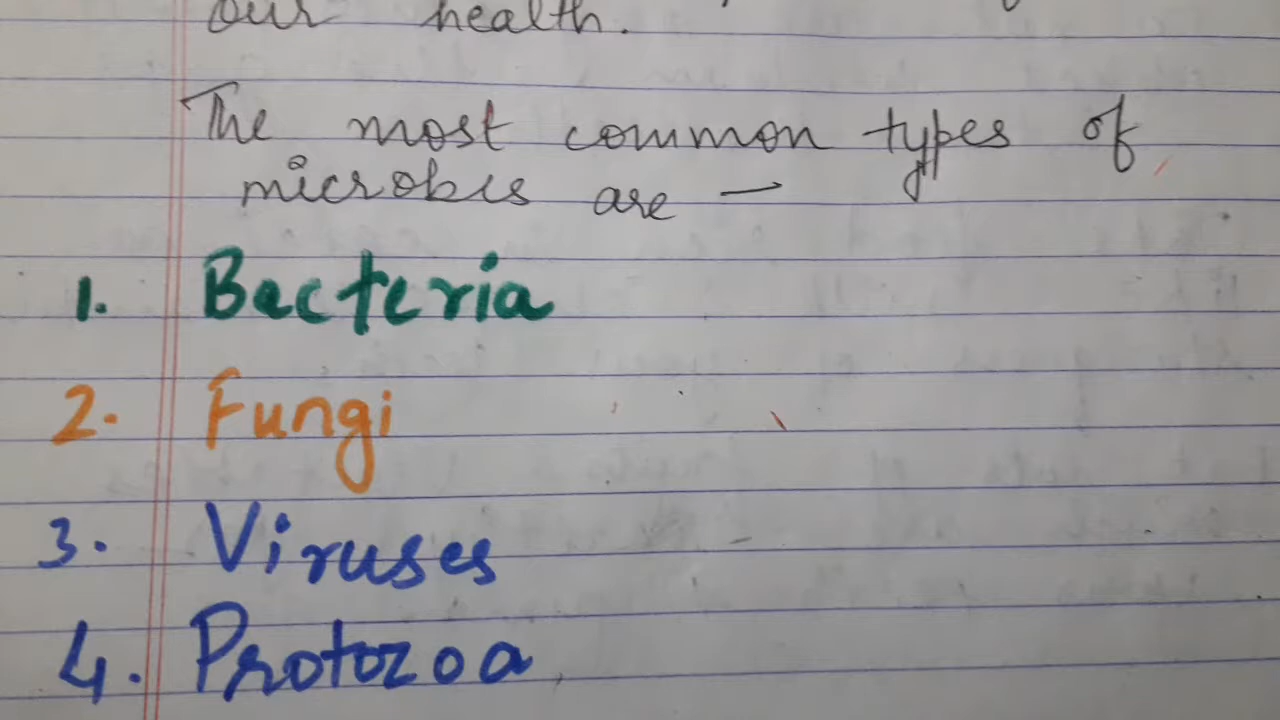 our health.
The most common types of
microbes are —
1. Bacteria
2. Fungi
3. Viruses
4. Protozoa